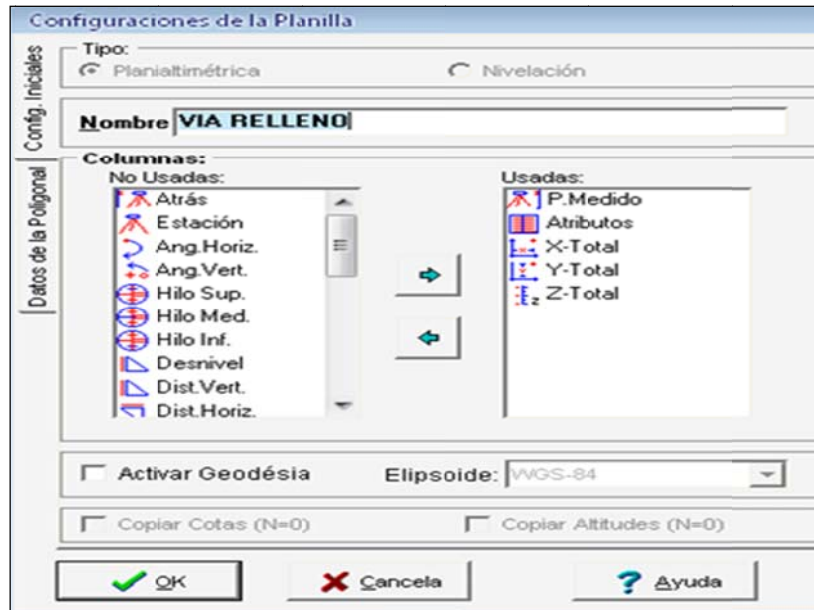 Configuraciones de la Planilla
Config. Iniciales
Datos de la Poligonal
Tipo:
Planialtimétrica
Nivelación
Nombre VIA RELLENO
Columnas:
No Usadas:
Atrás
Estación
Ang.Horiz.
Ang.Vert.
Hilo Sup.
Hilo Med.
Hilo Inf.
Desnivel
Dist.Vert.
Dist.Horiz.
Usadas:
P.Medido
Atributos
X-Total
Y-Total
Z-Total
Activar Geodésia
Elipsoide: WGS-84
Copiar Cotas (N=0)
Copiar Altitudes (N=0)
OK
Cancela
Ayuda